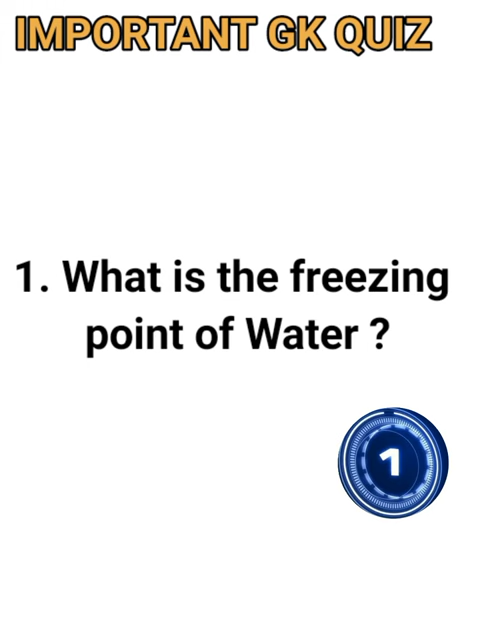 IMPORTANT GK QUIZ
1. What is the freezing
point of Water ?
1